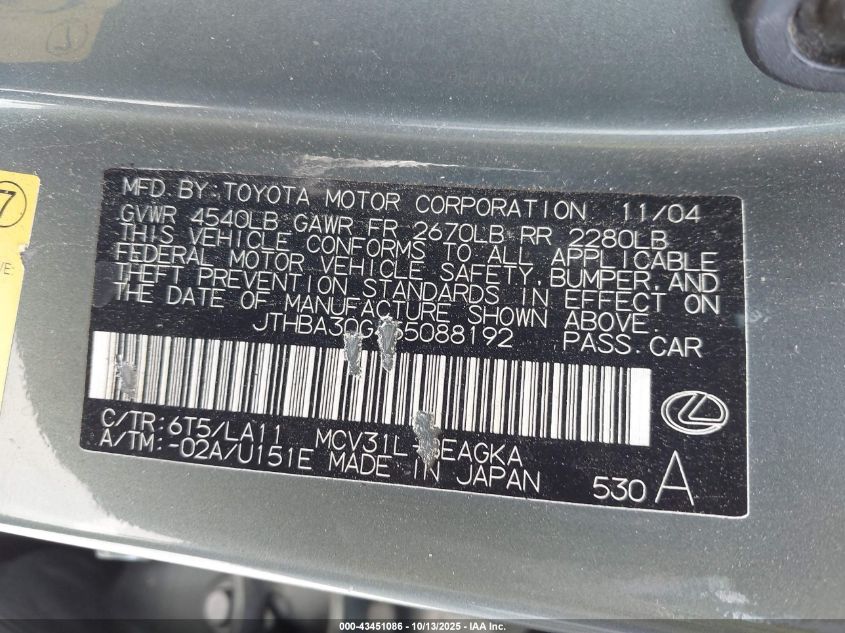 7
VE-
MFD. BY: TOYOTA MOTOR CORPORATION 11/04
GVWR 4540LB GAWR FR 2670LB RR 2280LB
THIS VEHICLE CONFORMS TO ALL APPLICABLE
FEDERAL MOTOR VEHICLE SAFETY, BUMPER, AND
THEFT PREVENTION STANDARDS IN EFFECT ON
THE DATE OF MANUFACTURE SHOWN ABOVE.
PASS. CAR
C/TR: 6T5/LA11
A/TM: -02A/U151E MADE IN JAPAN
530 A
000-43451086 - 10/13/2025 - IAA Inc.